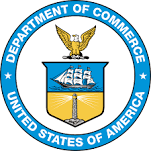 DEPARTMENT OF COMMERCE
UNITED STATES OF AMERICA